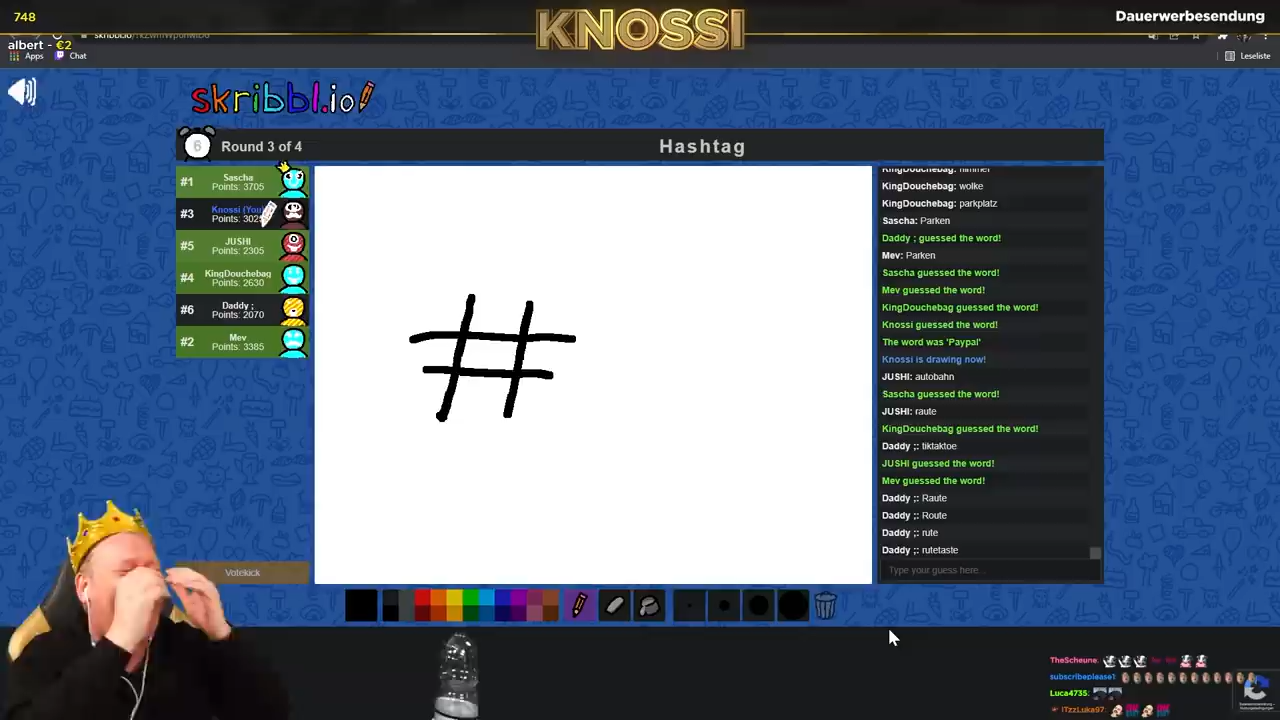 748
KNOSSI
Dauerwerbesendung
albert - €2
Apps
Chat
Leseliste
skribbl.io
6
Round 3 of 4
Hashtag
#1
Sascha
Points: 3705
#3
Knossi (You)
#5
JUSHI
Points: 2305
#4
KingDouchebag
Points: 2630
#6
Daddy ;
Points: 2070
#2
Mev
Points: 3385
Votekick
#
KingDouchebag: himmel
KingDouchebag: wolke
KingDouchebag: parkplatz
Sascha: Parken
Daddy ; guessed the word!
Mev: Parken
Sascha guessed the word!
Mev guessed the word!
KingDouchebag guessed the word!
Knossi guessed the word!
The word was 'Paypal'
Knossi is drawing now!
JUSHI: autobahn
Sascha guessed the word!
JUSHI: raute
KingDouchebag guessed the word!
Daddy ;: tiktaktoe
JUSHI guessed the word!
Mev guessed the word!
Daddy ;: Raute
Daddy ;: Route
Daddy ;: rute
Daddy ;: rutetaste
Type your guess here...
TheScheune:
subscribeplease1:
Luca4735:
ITzzLuka97: